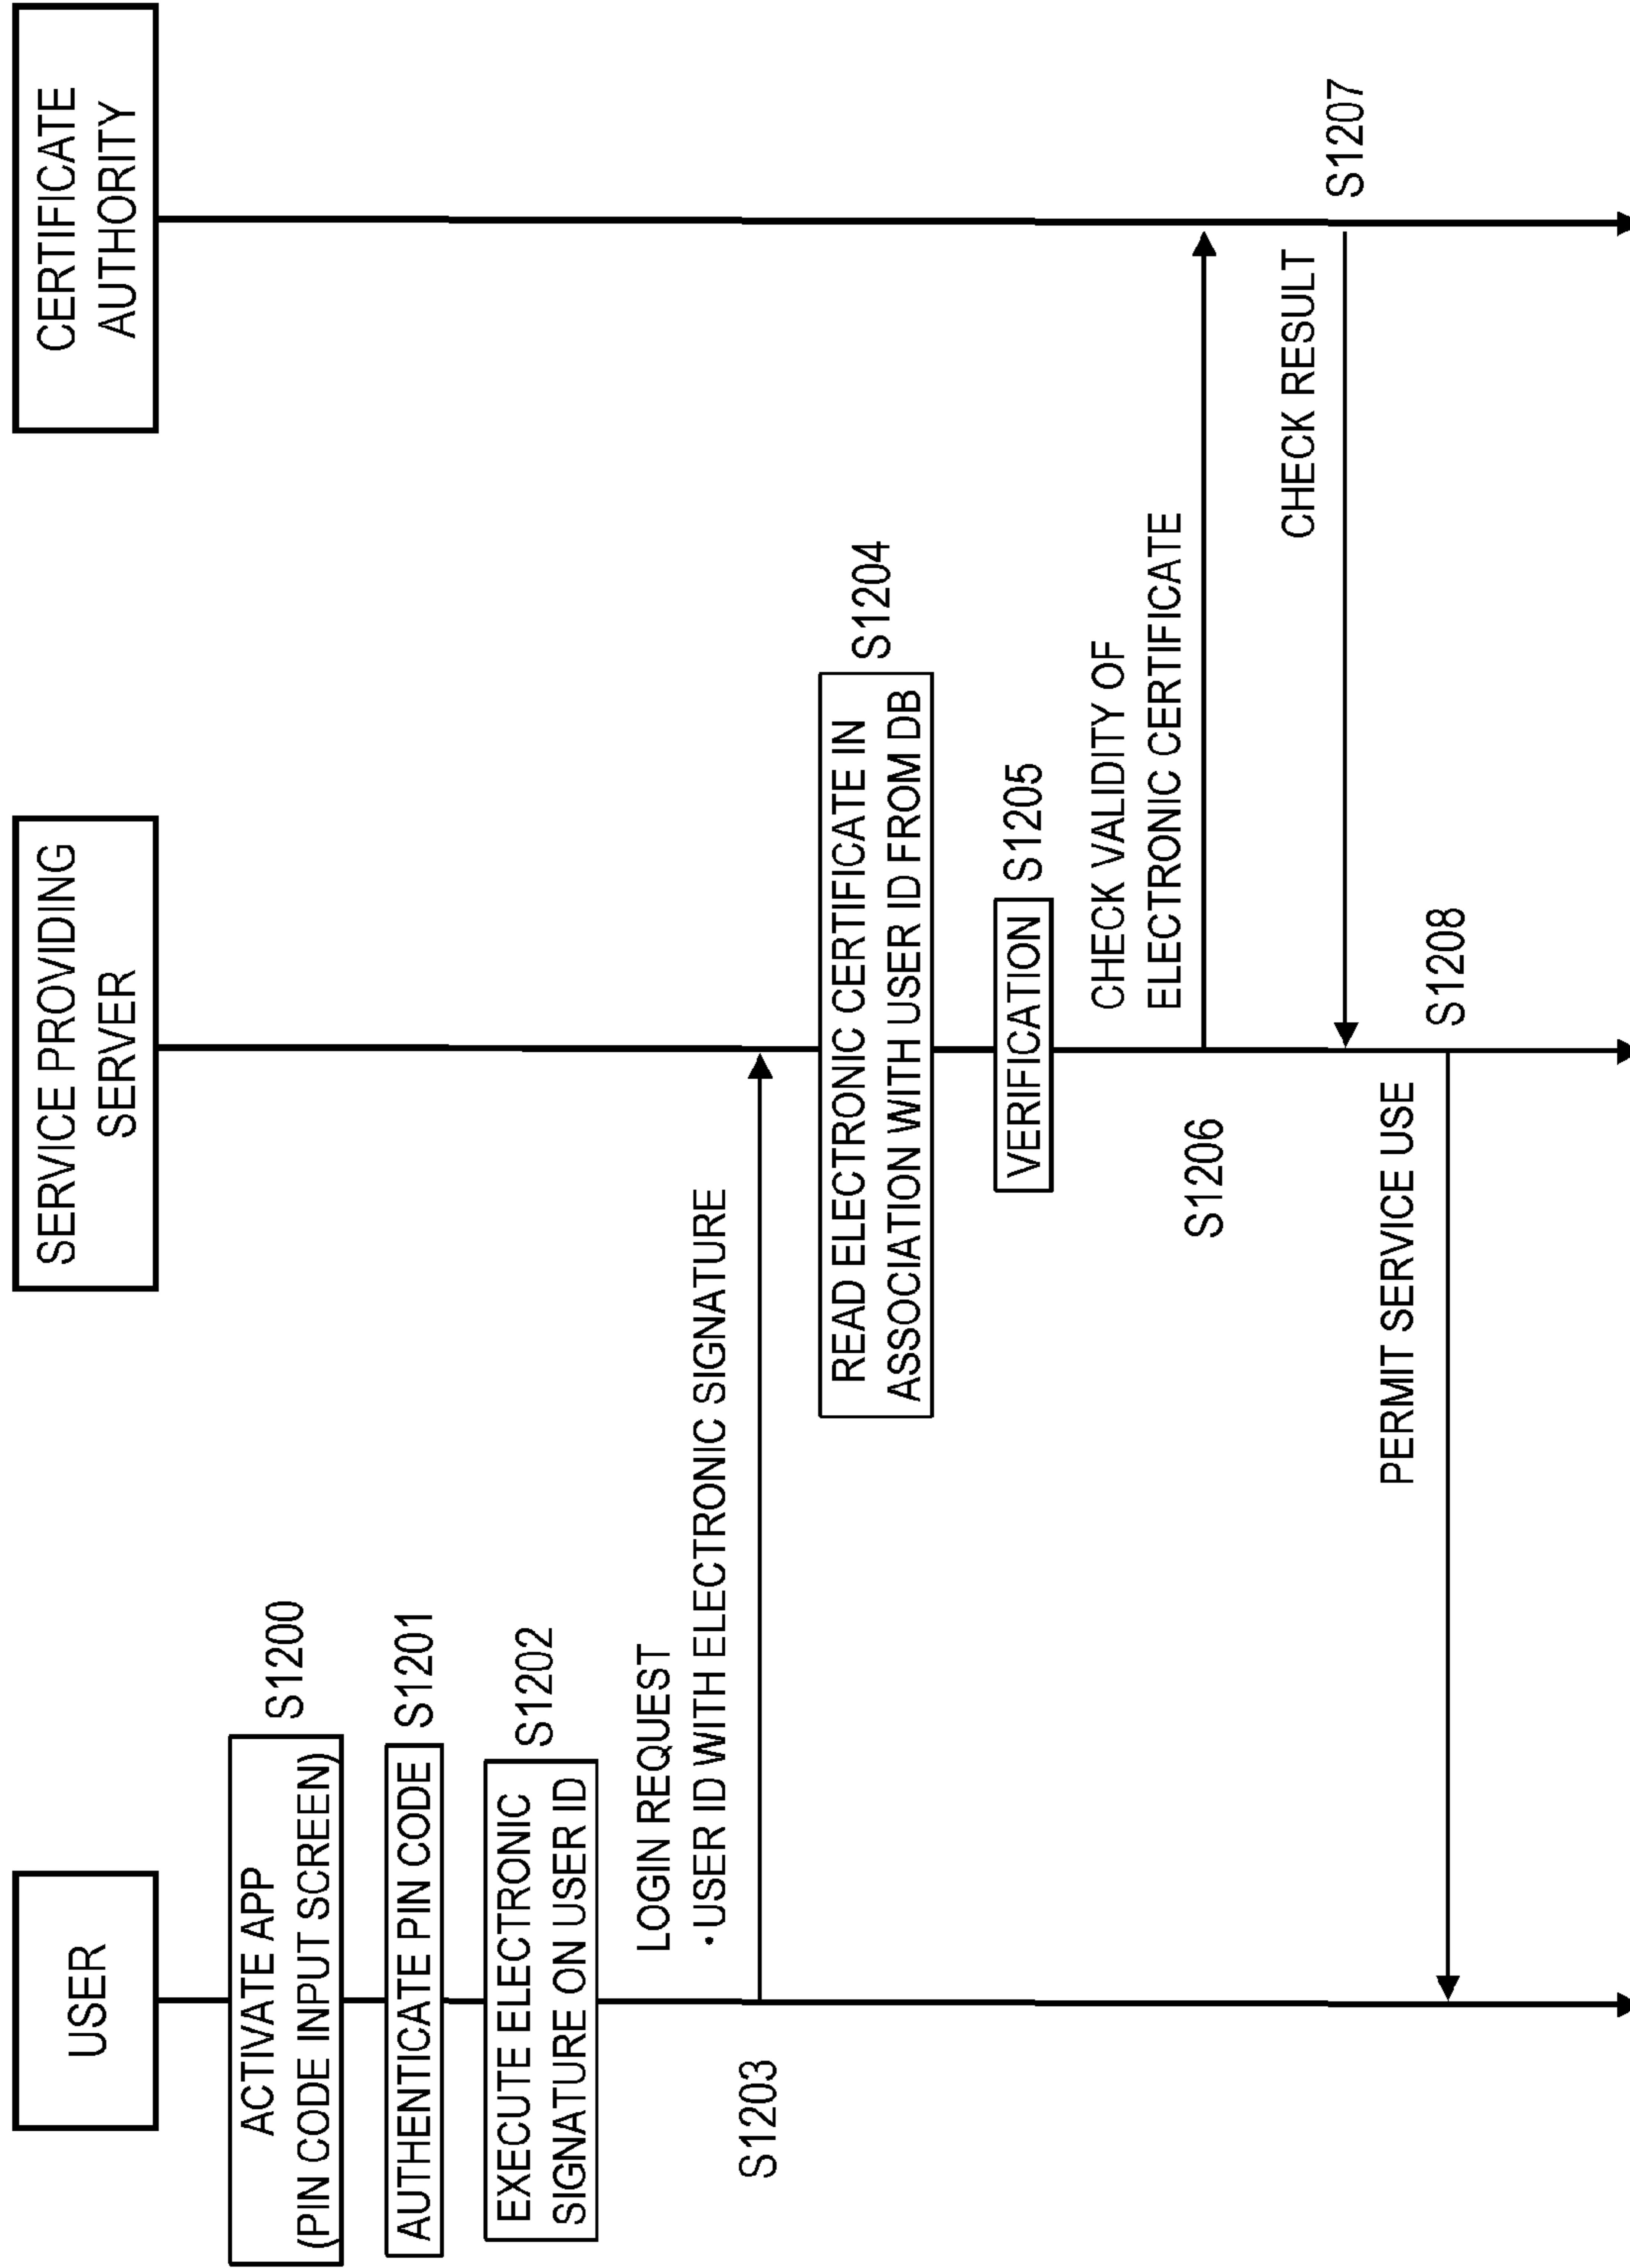 USER
SERVICE PROVIDING
SERVER
CERTIFICATE
AUTHORITY
ACTIVATE APP
(PIN CODE INPUT SCREEN)
S1200
AUTHENTICATE PIN CODE
S1201
EXECUTE ELECTRONIC
SIGNATURE ON USER ID
S1202
LOGIN REQUEST
・USER ID WITH ELECTRONIC SIGNATURE
S1203
READ ELECTRONIC CERTIFICATE IN
ASSOCIATION WITH USER ID FROM DB
S1204
VERIFICATION
S1205
CHECK VALIDITY OF
ELECTRONIC CERTIFICATE
S1206
CHECK RESULT
S1207
PERMIT SERVICE USE
S1208